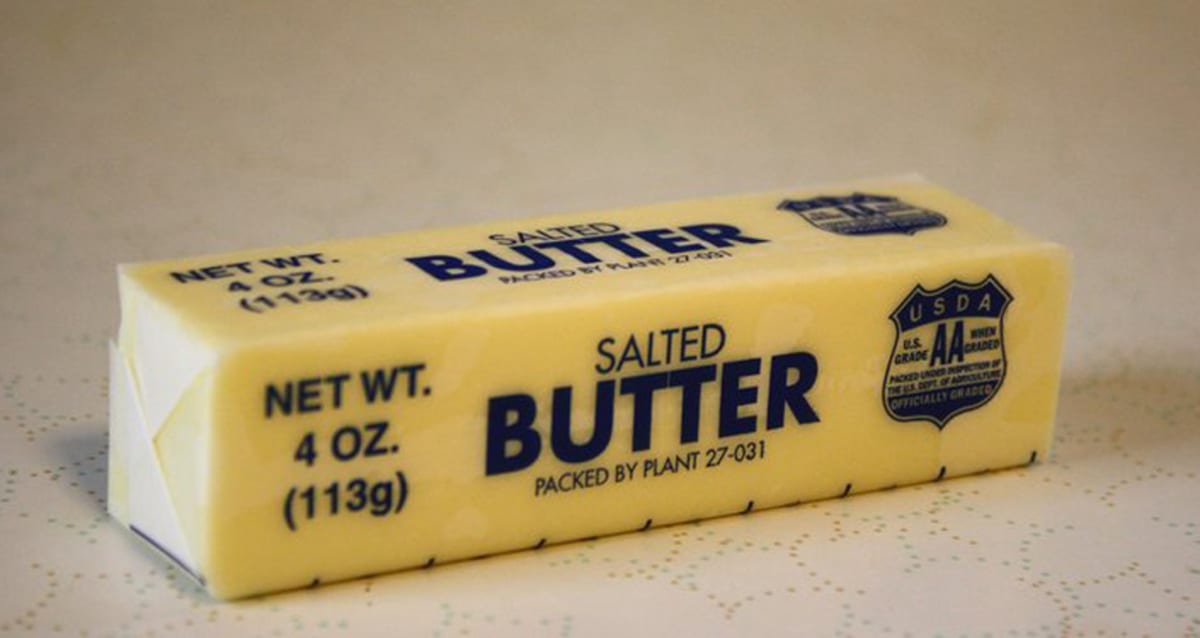 NET WT.
4 OZ.
(113g)
SALTED
BUTTER
PACKED BY PLANT 27-031
AA
NET WT.
4 OZ.
(113g)
SALTED
BUTTER
PACKED BY PLANT 27-031
USDA
U.S. GRADE AA WHEN GRADED
PACKED UNDER INSPECTION OF
THE U.S. DEPT. OF AGRICULTURE
OFFICIALLY GRADED